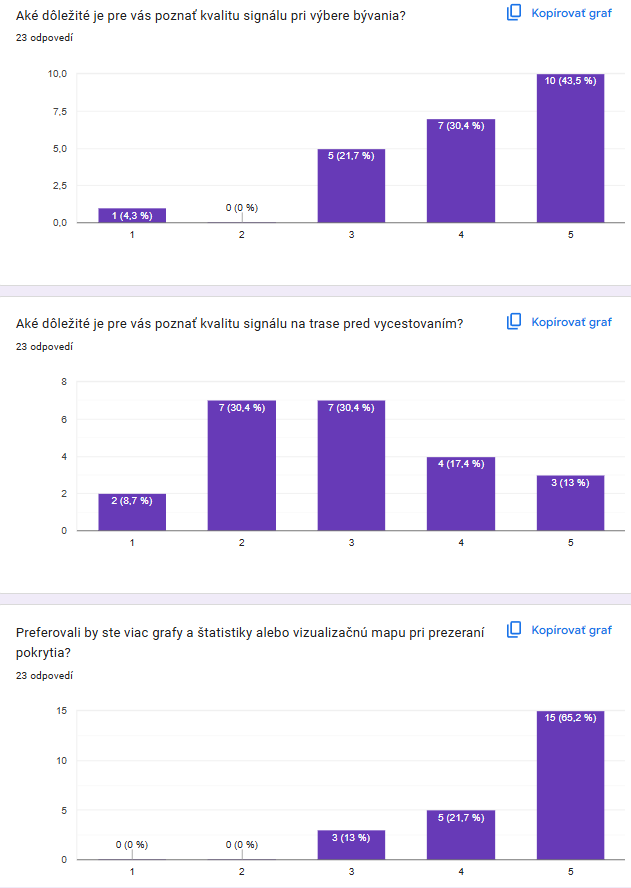 Aké dôležité je pre vás poznať kvalitu signálu pri výbere bývania?
Kopírovať graf
23 odpovedí
10,0
7,5
5,0
2,5
0,0
1 (4,3 %)
0 (0 %)
5 (21,7 %)
7 (30,4 %)
10 (43,5 %)
1 2 3 4 5
Aké dôležité je pre vás poznať kvalitu signálu na trase pred vycestovaním?
Kopírovať graf
23 odpovedí
8
6
4
2
0
2 (8,7 %)
7 (30,4 %)
7 (30,4 %)
4 (17,4 %)
3 (13 %)
1 2 3 4 5
Preferovali by ste viac grafy a štatistiky alebo vizualizačnú mapu pri prezeraní
pokrytia?
Kopírovať graf
23 odpovedí
15
10
5
0
0 (0 %)
0 (0 %)
3 (13 %)
5 (21,7 %)
15 (65,2 %)
1 2 3 4 5